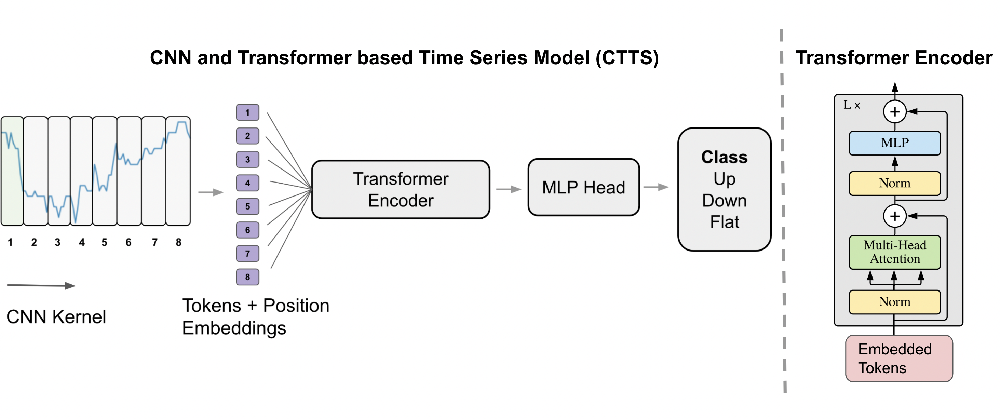 CNN and Transformer based Time Series Model (CTTS)
1 2 3 4 5 6 7 8
CNN Kernel
1
2
3
4
5
6
7
8
Tokens + Position
Embeddings
Transformer
Encoder
MLP Head
Class
Up
Down
Flat
Transformer Encoder
L ×
+
MLP
Norm
+
Multi-Head
Attention
Norm
Embedded
Tokens